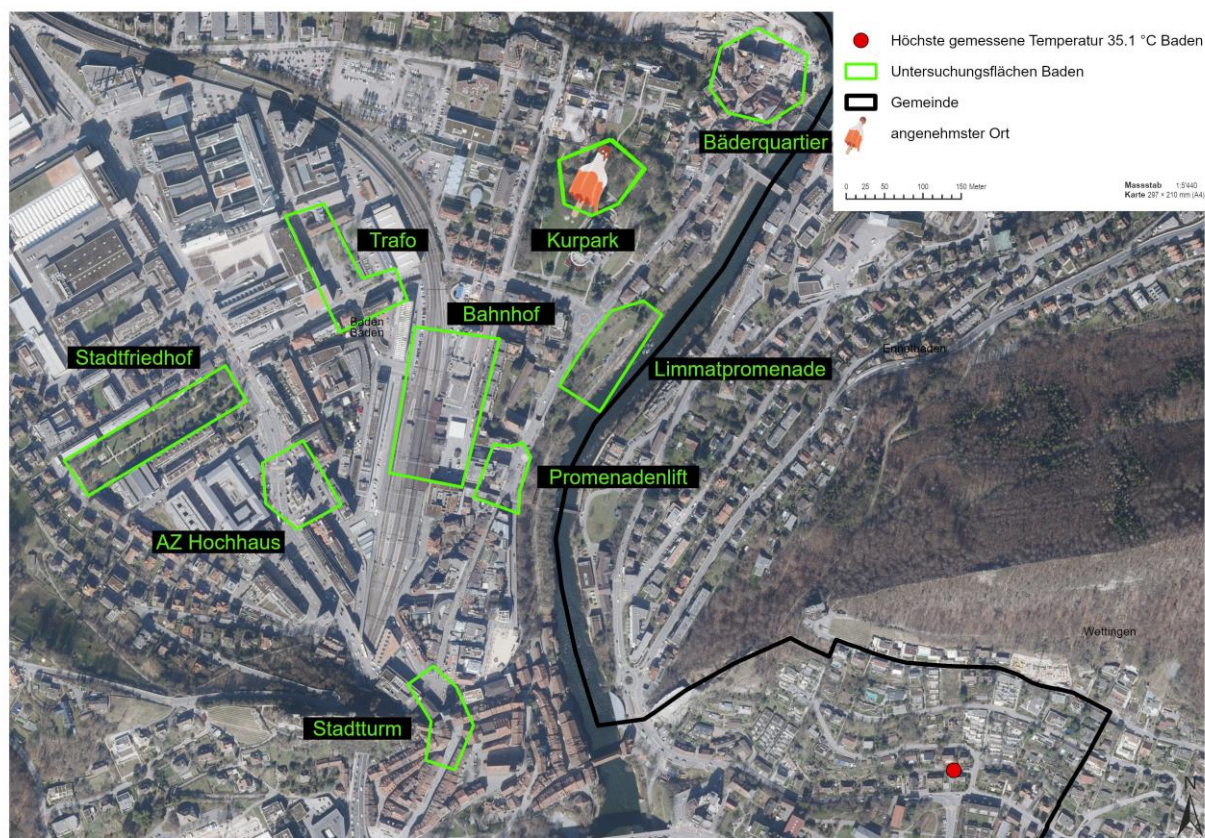 Höchste gemessene Temperatur 35.1 °C Baden
Untersuchungsflächen Baden
Gemeinde
angenehmster Ort
0 25 50 100 150 Meter
Massstab 1:5'440
Karte 297 x 210 mm (A4)
Bäderquartier
Kurpark
Trafo
Bahnhof
Baden
Baden
Stadtfriedhof
Ennetbaden
Limmatpromenade
Promenadenlift
AZ Hochhaus
Wettingen
Stadtturm
N